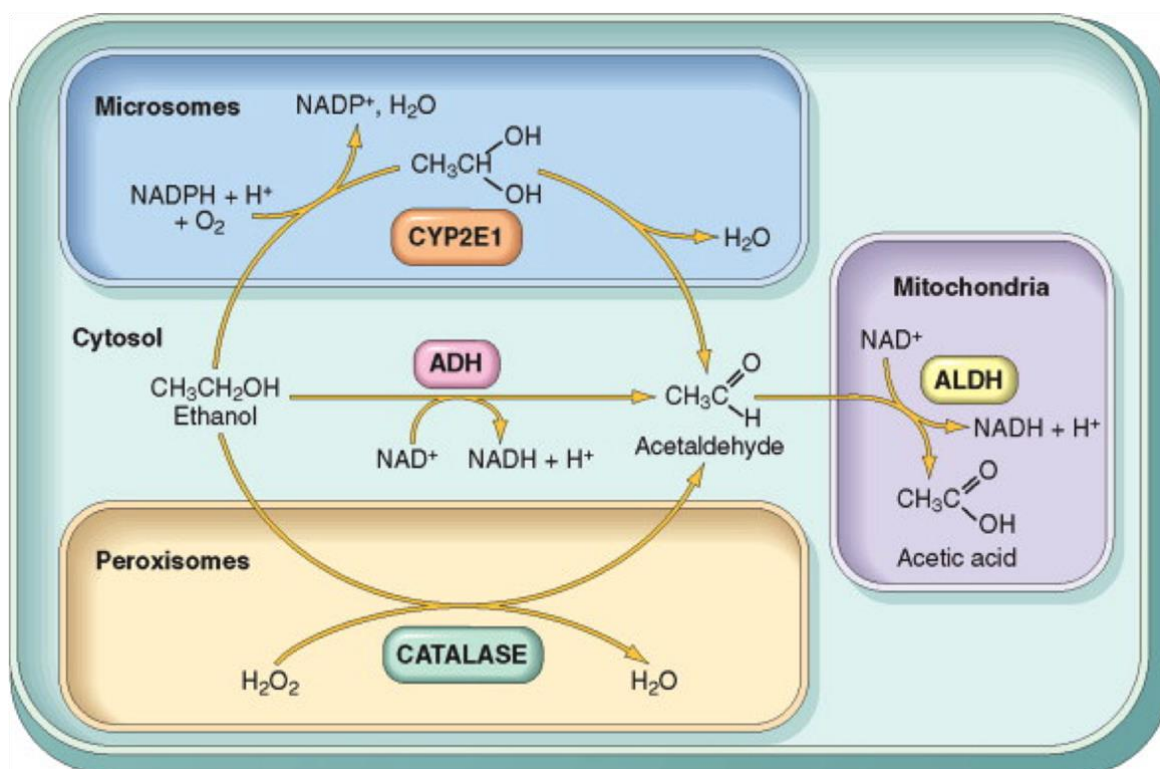 Microsomes
NADP⁺, H₂O
OH
CH₃CH
OH
NADPH + H⁺
+ O₂
CYP2E1
H₂O
Mitochondria
Cytosol
NAD⁺
ADH
ALDH
CH₃CH₂OH
Ethanol
O
CH₃C
H
Acetaldehyde
NAD⁺
NADH + H⁺
NADH + H⁺
O
CH₃C
OH
Acetic acid
Peroxisomes
CATALASE
H₂O₂
H₂O